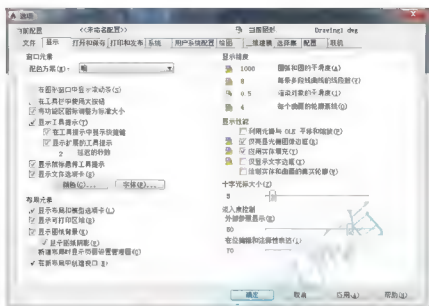 选项
当前配置 <<未命名配置>> 当前图形 Drawing1 dwg
文件 显示 打开和保存 打印和发布 系统 用户系统配置 绘图 三维建模 选择集 配置 联机
窗口元素
配色方案(M): 暗
在图形窗口中显示滚动条(S)
在工具栏中使用大按钮
将功能区图标调整为标准大小
显示工具提示(T)
在工具提示中显示快捷键
显示扩展的工具提示
2 延迟的秒数
显示鼠标悬停工具提示
显示文件选项卡(S)
颜色(C)... 字体(F)...
布局元素
显示布局和模型选项卡(L)
显示可打印区域(B)
显示图纸背景(K)
显示图纸阴影(E)
新建布局时显示页面设置管理器(G)
在新布局中创建视口(N)
显示精度
1000 圆弧和圆的平滑度(A)
8 每条多段线曲线的线段数(V)
0.5 渲染对象的平滑度(J)
4 每个曲面的轮廓素线(O)
显示性能
利用光栅与 OLE 平移和缩放(P)
仅亮显光栅图像边框(R)
应用实体填充(Y)
仅显示文字边框(X)
绘制实体和曲面的真实轮廓(W)
十字光标大小(Z)
5
淡入度控制
外部参照显示(E)
80
在位编辑和注释性表达(I)
70
确定 取消 应用(A) 帮助(H)